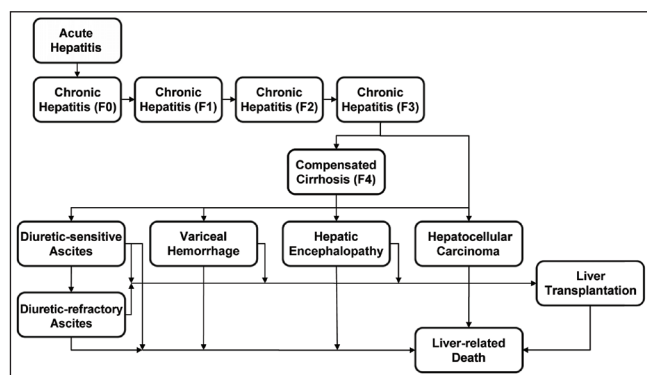 Acute
Hepatitis
Chronic
Hepatitis (F0)
Chronic
Hepatitis (F1)
Chronic
Hepatitis (F2)
Chronic
Hepatitis (F3)
Compensated
Cirrhosis (F4)
Diuretic-sensitive
Ascites
Variceal
Hemorrhage
Hepatic
Encephalopathy
Hepatocellular
Carcinoma
Liver
Transplantation
Diuretic-refractory
Ascites
Liver-related
Death